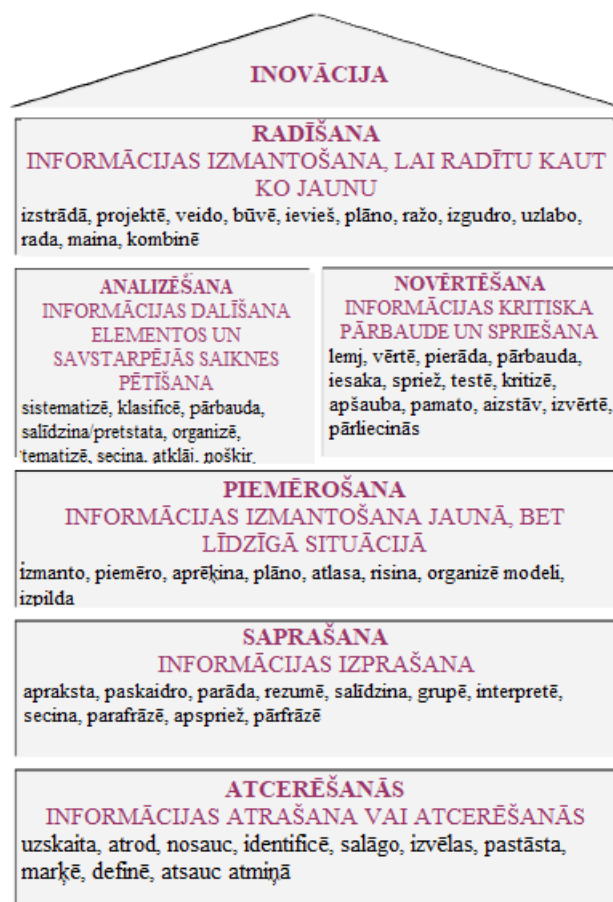 INOVĀCIJA
RADĪŠANA
INFORMĀCIJAS IZMANTOŠANA, LAI RADĪTU KAUT
KO JAUNU
izstrādā, projektē, veido, būvē, ievieš, plāno, ražo, izgudro, uzlabo,
rada, maina, kombinē
ANALIZĒŠANA
INFORMĀCIJAS DALĪŠANA
ELEMENTOS UN
SAVSTARPĒJĀS SAIKNES
PĒTĪŠANA
sistematizē, klasificē, pārbauda,
salīdzina/pretstata, organizē,
tematizē, secina, atklāj, nošķir,
NOVĒRTĒŠANA
INFORMĀCIJAS KRITISKA
PĀRBAUDE UN SPRIEŠANA
lemj, vērtē, pierāda, pārbauda,
iesaka, spriež, testē, kritizē,
apšauba, pamato, aizstāv, izvērtē,
pārliecinās
PIEMĒROŠANA
INFORMĀCIJAS IZMANTOŠANA JAUNĀ, BET
LĪDZĪGĀ SITUĀCIJĀ
izmanto, piemēro, aprēķina, plāno, atlasa, risina, organizē modeli,
izpilda
SAPRAŠANA
INFORMĀCIJAS IZPRAŠANA
apraksta, paskaidro, parāda, rezumē, salīdzina, grupē, interpretē,
secina, parafrāzē, apspriež, pārfrāzē
ATCERĒŠANĀS
INFORMĀCIJAS ATRAŠANA VAI ATCERĒŠANĀS
uzskaita, atrod, nosauc, identificē, salāgo, izvēlas, pastāsta,
marķē, definē, atsauc atmiņā